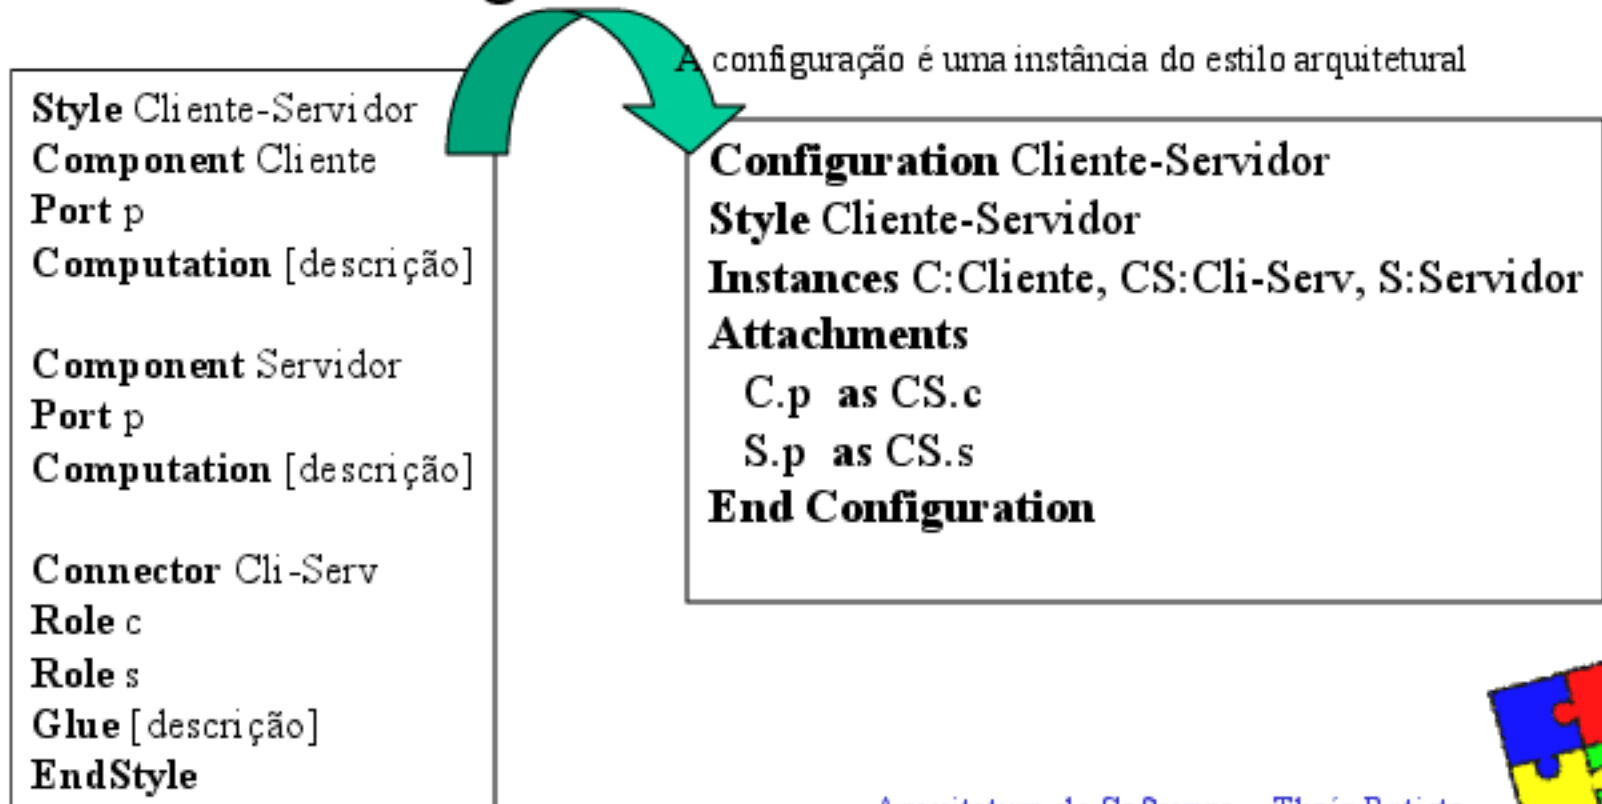 A configuração é uma instância do estilo arquitetural
Style Cliente-Servidor
Component Cliente
Port p
Computation [descrição]
Component Servidor
Port p
Computation [descrição]
Connector Cli-Serv
Role c
Role s
Glue [descrição]
EndStyle
Configuration Cliente-Servidor
Style Cliente-Servidor
Instances C:Cliente, CS:Cli-Serv, S:Servidor
Attachments
C.p as CS.c
S.p as CS.s
End Configuration